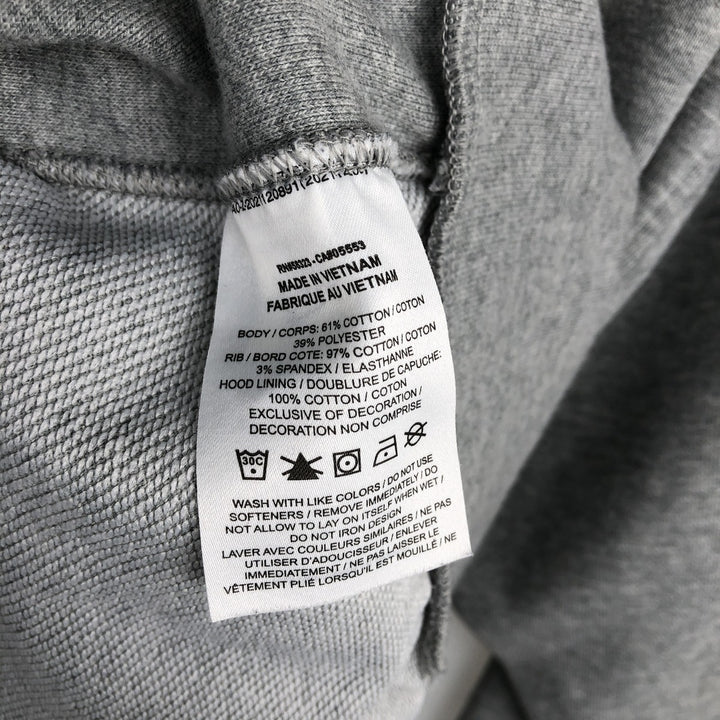 RN#56323 - CA#05553
MADE IN VIETNAM
FABRIQUE AU VIETNAM
BODY / CORPS: 61% COTTON / COTON
39% POLYESTER
RIB / BORD COTE: 97% COTTON / COTON
3% SPANDEX / ELASTHANNE
HOOD LINING / DOUBLURE DE CAPUCHE:
100% COTTON / COTON
EXCLUSIVE OF DECORATION /
DECORATION NON COMPRISE
30C
WASH WITH LIKE COLORS / DO NOT USE
SOFTENERS / REMOVE IMMEDIATELY / DO
NOT ALLOW TO LAY ON ITSELF WHEN WET /
DO NOT IRON DESIGN
LAVER AVEC COULEURS SIMILAIRES / NE PAS
UTILISER D'ADOUCISSEUR / ENLEVER
IMMEDIATEMENT / NE PAS LAISSER LE
VÊTEMENT PLIÉ LORSQU'IL EST MOUILLÉ / NE